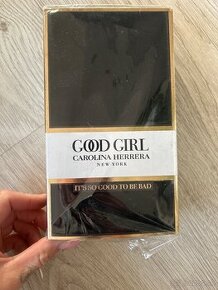 GOOD GIRL
CAROLINA HERRERA
NEW YORK
IT'S SO GOOD TO BE BAD